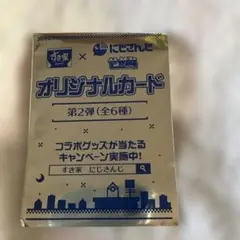 すき家 × にじさんじ
オリジナルカード
第2弾(全6種)
コラボグッズが当たる
キャンペーン実施中!
すき家 にじさんじ